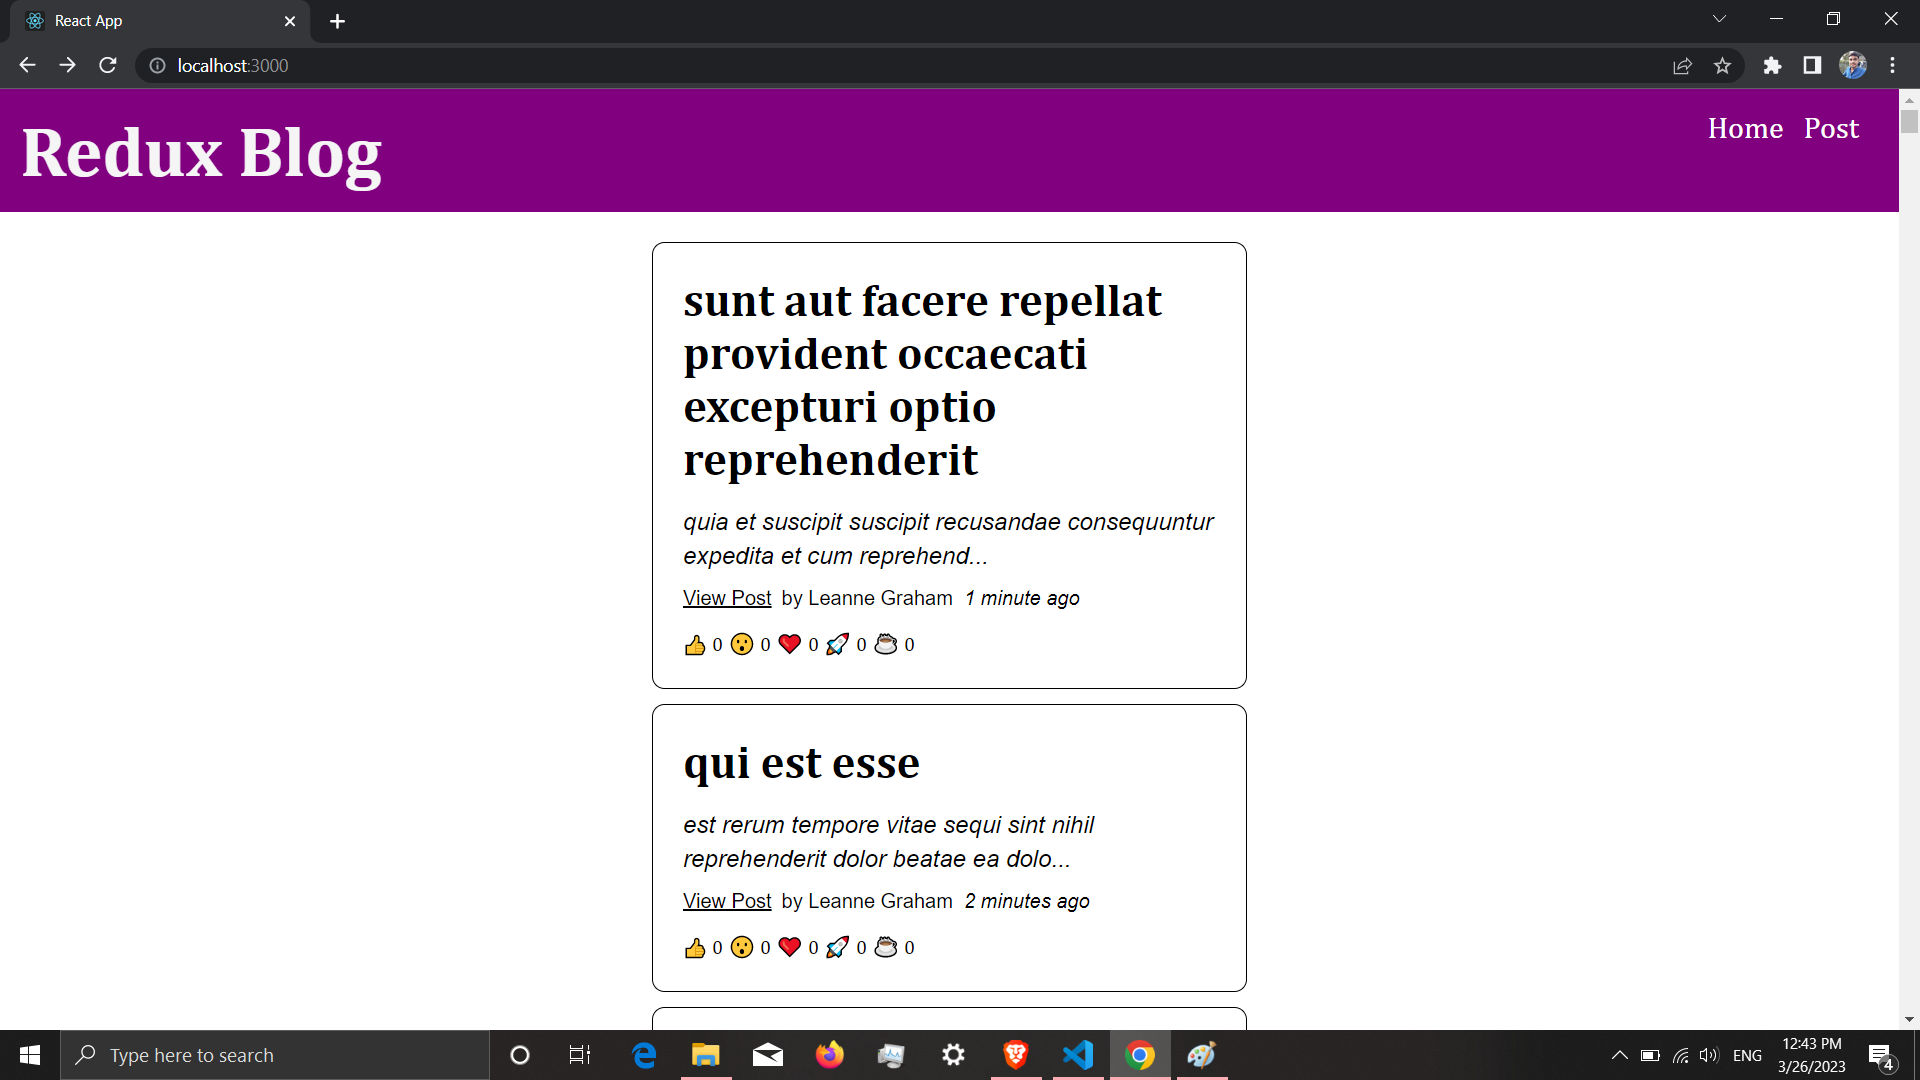 React App
localhost:3000
Redux Blog
Home Post
sunt aut facere repellat
provident occaecati
excepturi optio
reprehenderit
quia et suscipit suscipit recusandae consequuntur
expedita et cum reprehend...
View Post by Leanne Graham 1 minute ago
👍 0 😮 0 ❤️ 0 🚀 0 ☕ 0
qui est esse
est rerum tempore vitae sequi sint nihil
reprehenderit dolor beatae ea dolo...
View Post by Leanne Graham 2 minutes ago
👍 0 😮 0 ❤️ 0 🚀 0 ☕ 0
Type here to search
ENG
12:43 PM
3/26/2023
4